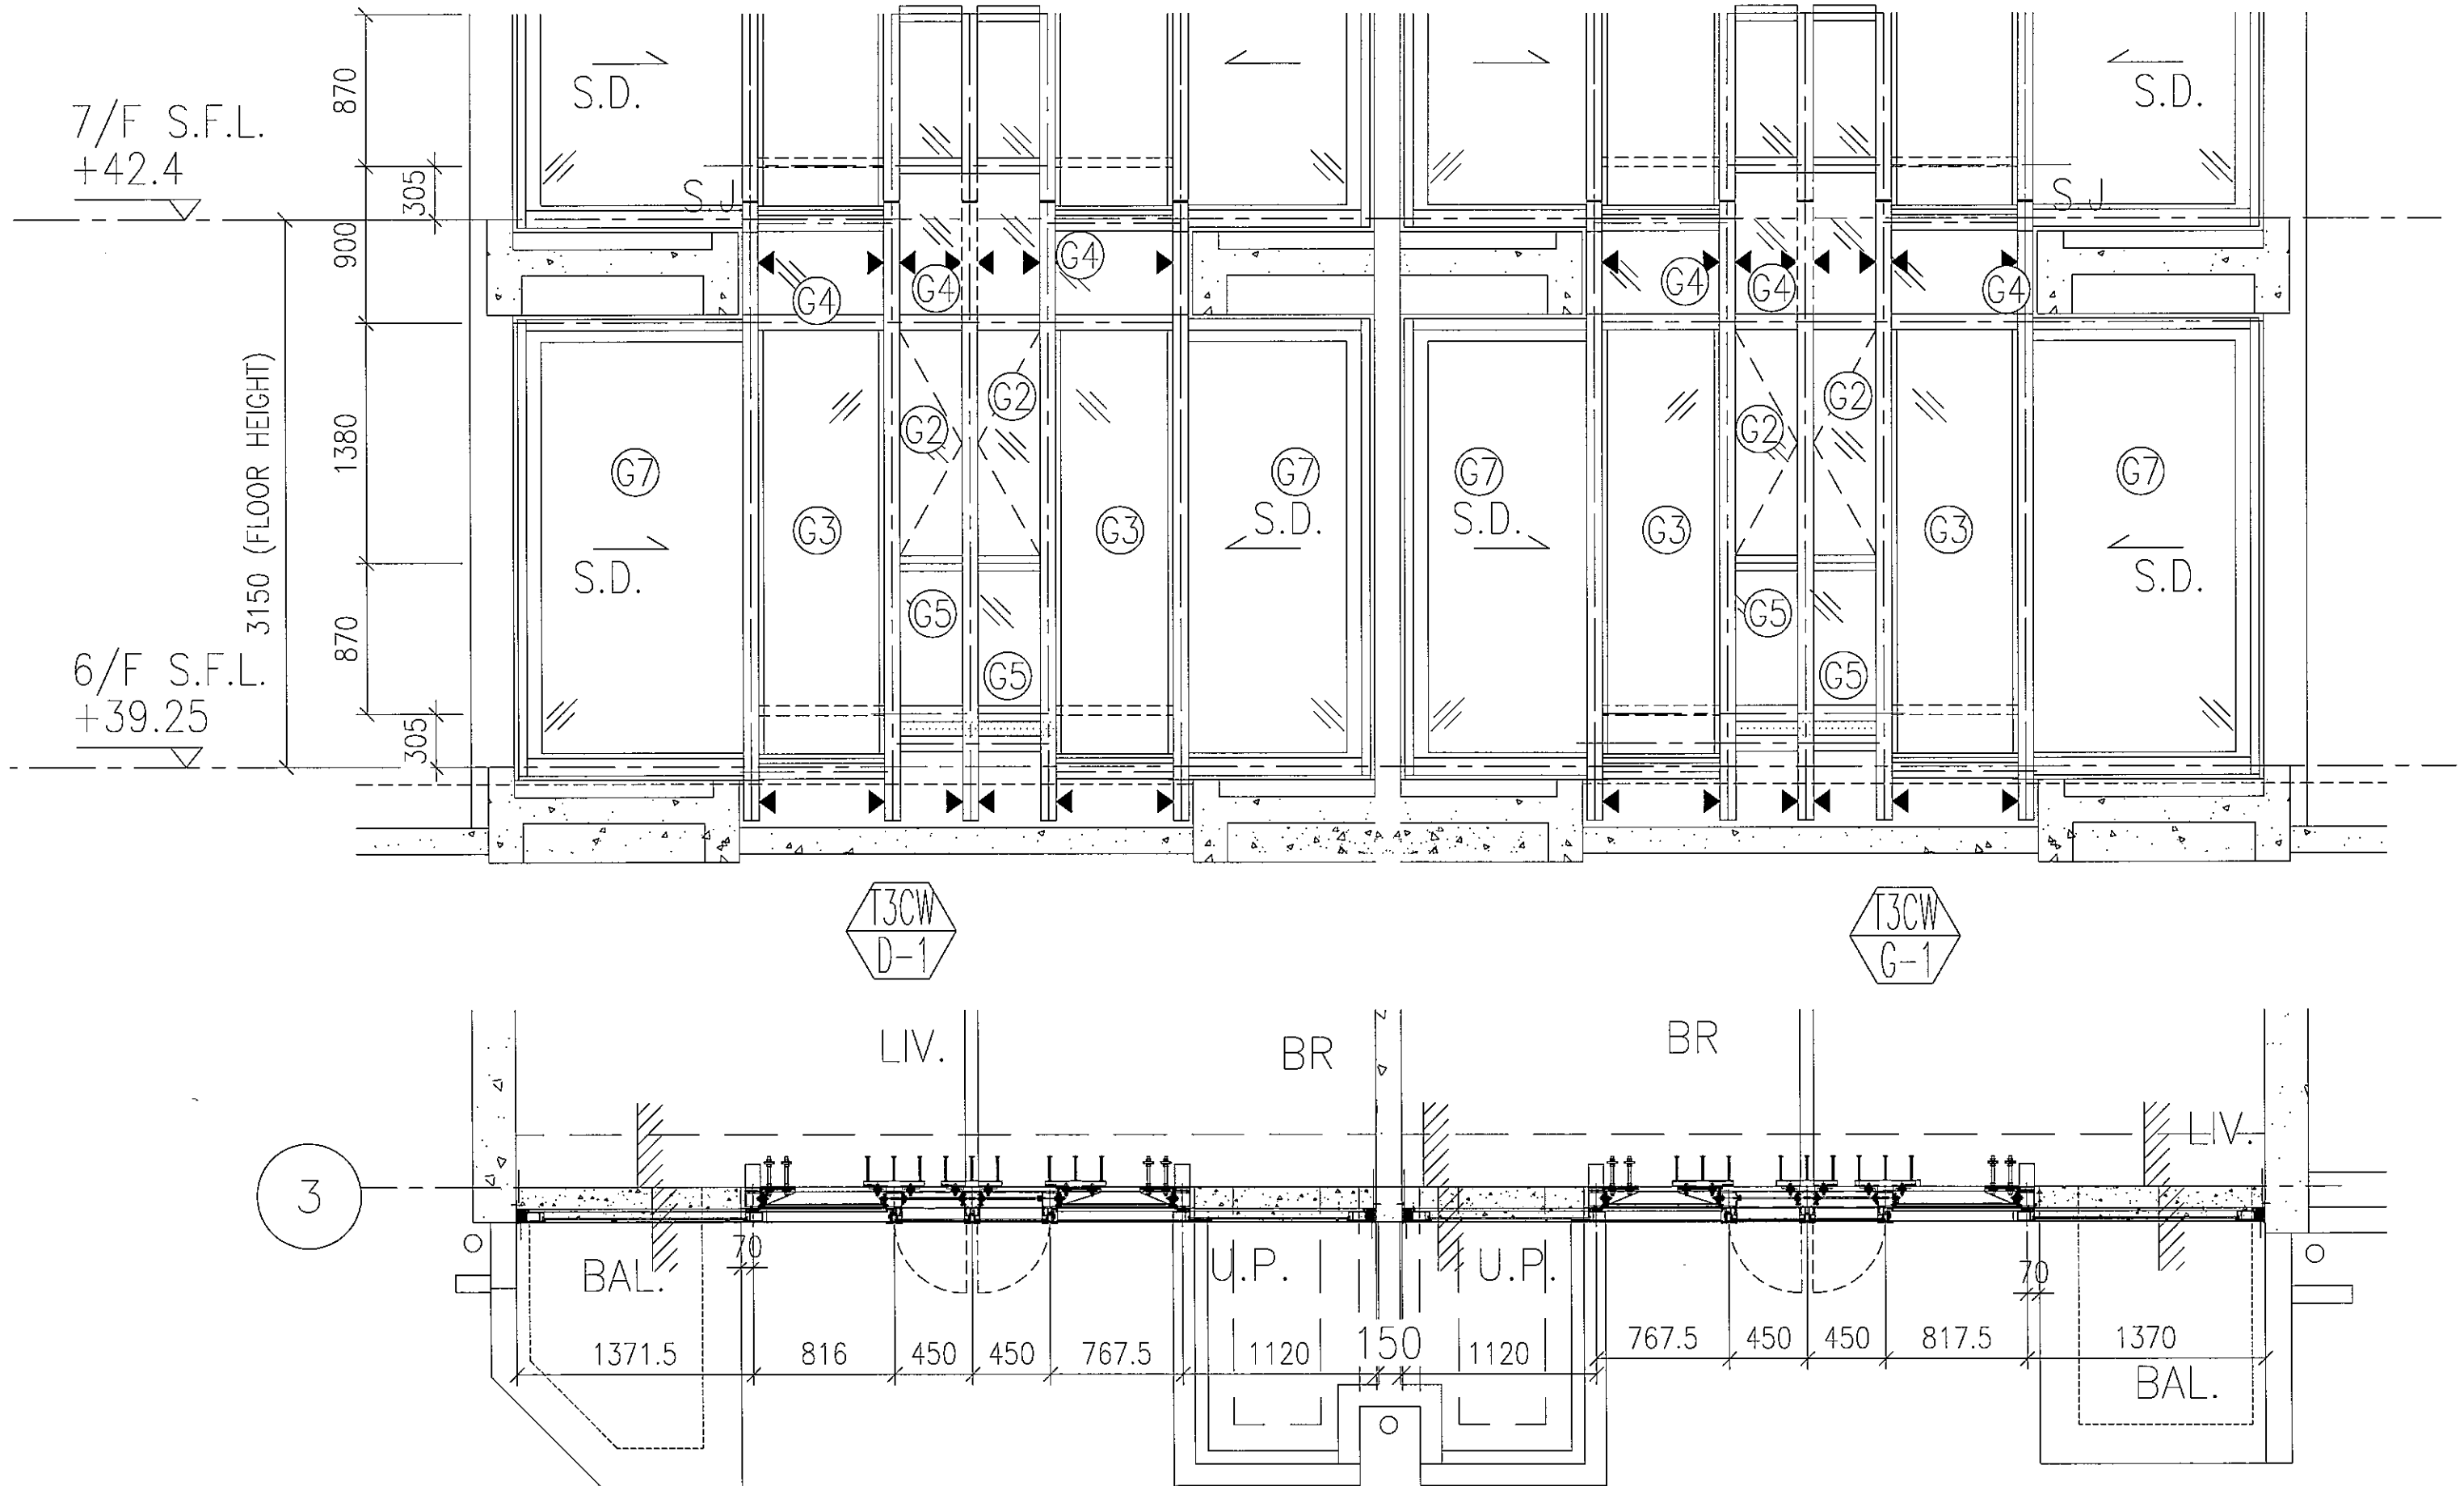 870
S.D.
S.D.
7/F S.F.L.
+42.4
305
S.J.
S.J.
900
G4
G4
G4
G4
G4
G4
3150 (FLOOR HEIGHT)
1380
G2
G2
G2
G2
G7
G7
G7
G7
G3
G3
S.D.
S.D.
G3
G3
S.D.
S.D.
870
G5
G5
G5
G5
6/F S.F.L.
+39.25
305
T3CW
D-1
T3CW
G-1
LIV.
BR
BR
LIV.
3
70
BAL.
U.P.
U.P.
70
1371.5
816
450
450
767.5
1120
150
1120
767.5
450
450
817.5
1370
BAL.